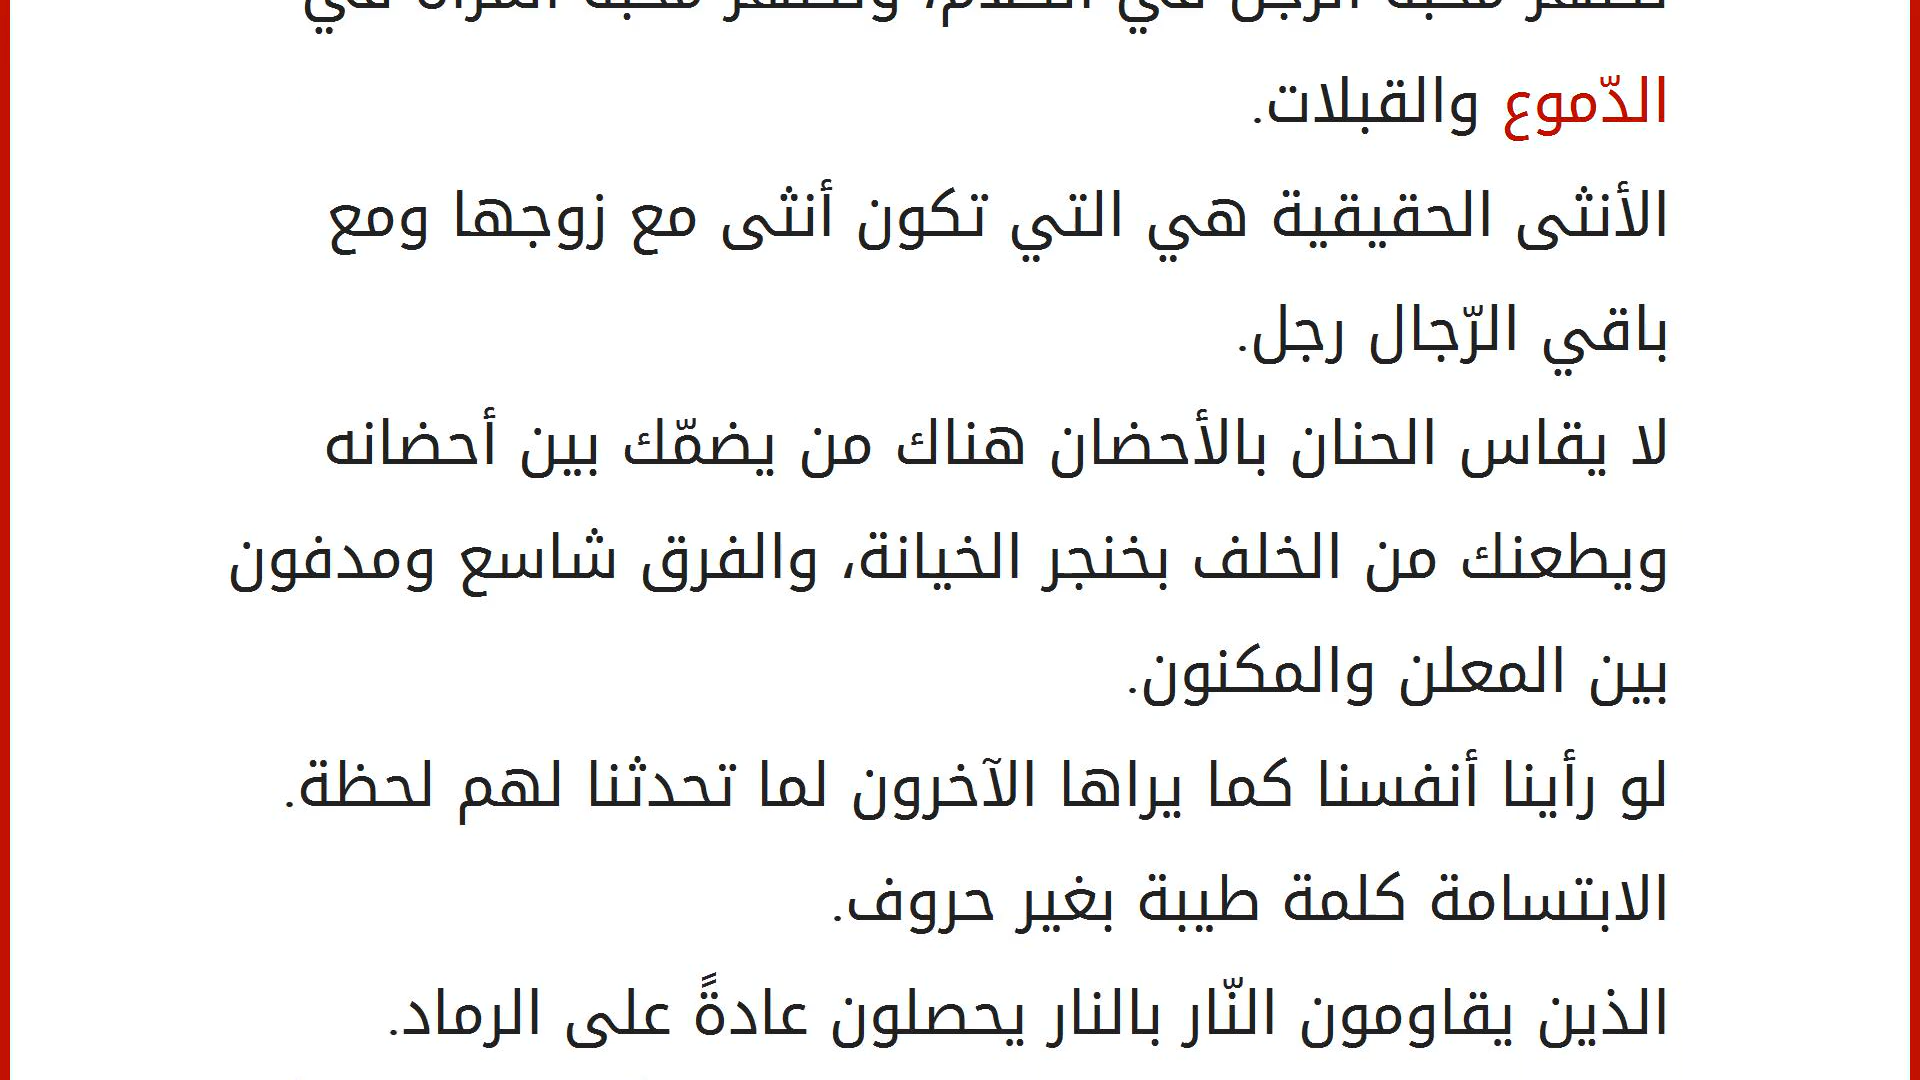 الدّموع والقبلات.
الأنثى الحقيقية هي التي تكون أنثى مع زوجها ومع
باقي الرّجال رجل.
لا يقاس الحنان بالأحضان هناك من يضمّك بين أحضانه
ويطعنك من الخلف بخنجر الخيانة، والفرق شاسع ومدفون
بين المعلن والمكنون.
لو رأينا أنفسنا كما يراها الآخرون لما تحدثنا لهم لحظة.
الابتسامة كلمة طيبة بغير حروف.
الذين يقاومون النّار بالنار يحصلون عادةً على الرماد.